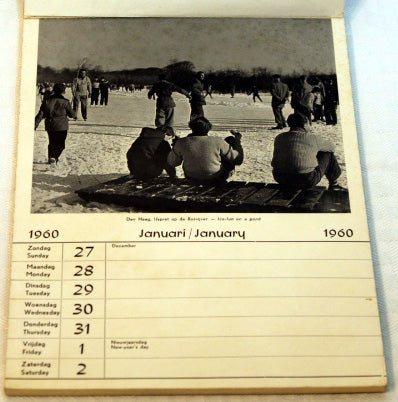 Den Haag, IJspret op de Bosvijver — Ice-fun on a pond
1960 Januari / January 1960
Zondag
Sunday 27 December
Maandag
Monday 28
Dinsdag
Tuesday 29
Woensdag
Wednesday 30
Donderdag
Thursday 31
Vrijdag
Friday 1 Nieuwjaarsdag
New-year's day
Zaterdag
Saturday 2